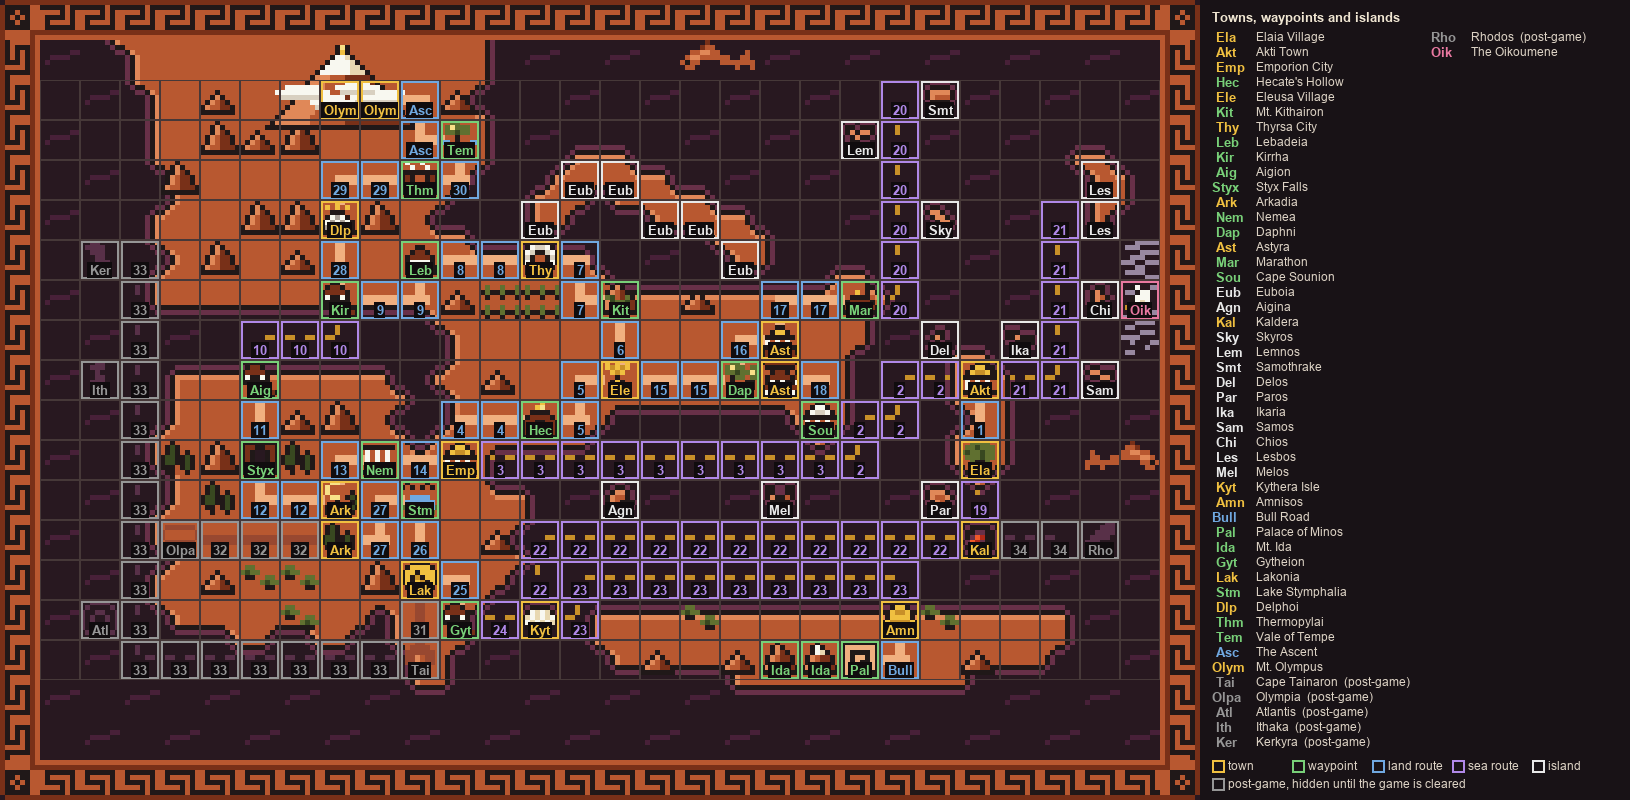 Towns, waypoints and islands
Ela Elaia Village Rho Rhodos (post-game)
Akt Akti Town Oik The Oikoumene
Emp Emporion City
Hec Hecate's Hollow
Ele Eleusa Village
Kit Mt. Kithairon
Thy Thyrsa City
Leb Lebadeia
Kir Kirrha
Aig Aigion
Styx Styx Falls
Ark Arkadia
Nem Nemea
Dap Daphni
Ast Astyra
Mar Marathon
Sou Cape Sounion
Eub Euboia
Agn Aigina
Kal Kaldera
Sky Skyros
Lem Lemnos
Smt Samothrake
Del Delos
Par Paros
Ika Ikaria
Sam Samos
Chi Chios
Les Lesbos
Mel Melos
Kyt Kythera Isle
Amn Amnisos
Bull Bull Road
Pal Palace of Minos
Ida Mt. Ida
Gyt Gytheion
Lak Lakonia
Stm Lake Stymphalia
Dlp Delphoi
Thm Thermopylai
Tem Vale of Tempe
Asc The Ascent
Olym Mt. Olympus
Tai Cape Tainaron (post-game)
Olpa Olympia (post-game)
Atl Atlantis (post-game)
Ith Ithaka (post-game)
Ker Kerkyra (post-game)
town waypoint land route sea route island
post-game, hidden until the game is cleared
Olym Olym Asc 20 Smt
Asc Tem Lem 20
29 29 Thm 30 Eub Eub 20 Les
Dlp Eub Eub Eub 20 Sky 21 Les
Ker 33 28 Leb 8 8 Thy 7 Eub 20 21
33 Kir 9 9 7 Kit 17 17 Mar 20 21 Chi Oik
33 10 10 10 6 16 Ast Del Ika 21
Ith 33 Aig 5 Ele 15 15 Dap Ast 18 2 2 Akt 21 21 Sam
33 11 4 4 Hec 5 Sou 2 2 1
33 Styx 13 Nem 14 Emp 3 3 3 3 3 3 3 3 3 2 Ela
33 12 12 Ark 27 Stm Agn Mel Par 19
33 Olpa 32 32 32 Ark 27 26 22 22 22 22 22 22 22 22 22 22 22 Kal 34 34 Rho
33 Lak 25 22 23 23 23 23 23 23 23 23 23
Atl 33 31 Gyt 24 Kyt 23 Amn
33 33 33 33 33 33 33 Tai Ida Ida Pal Bull